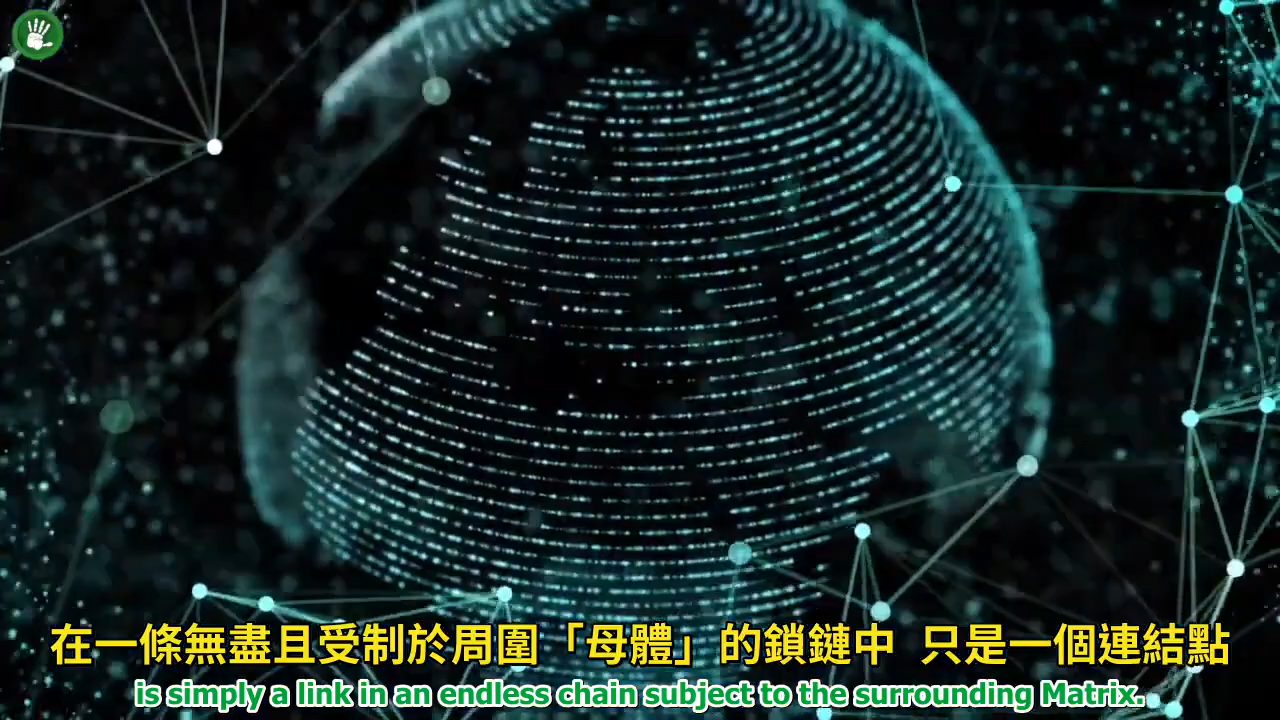 在一條無盡且受制於周圍「母體」的鎖鏈中 只是一個連結點
is simply a link in an endless chain subject to the surrounding Matrix.